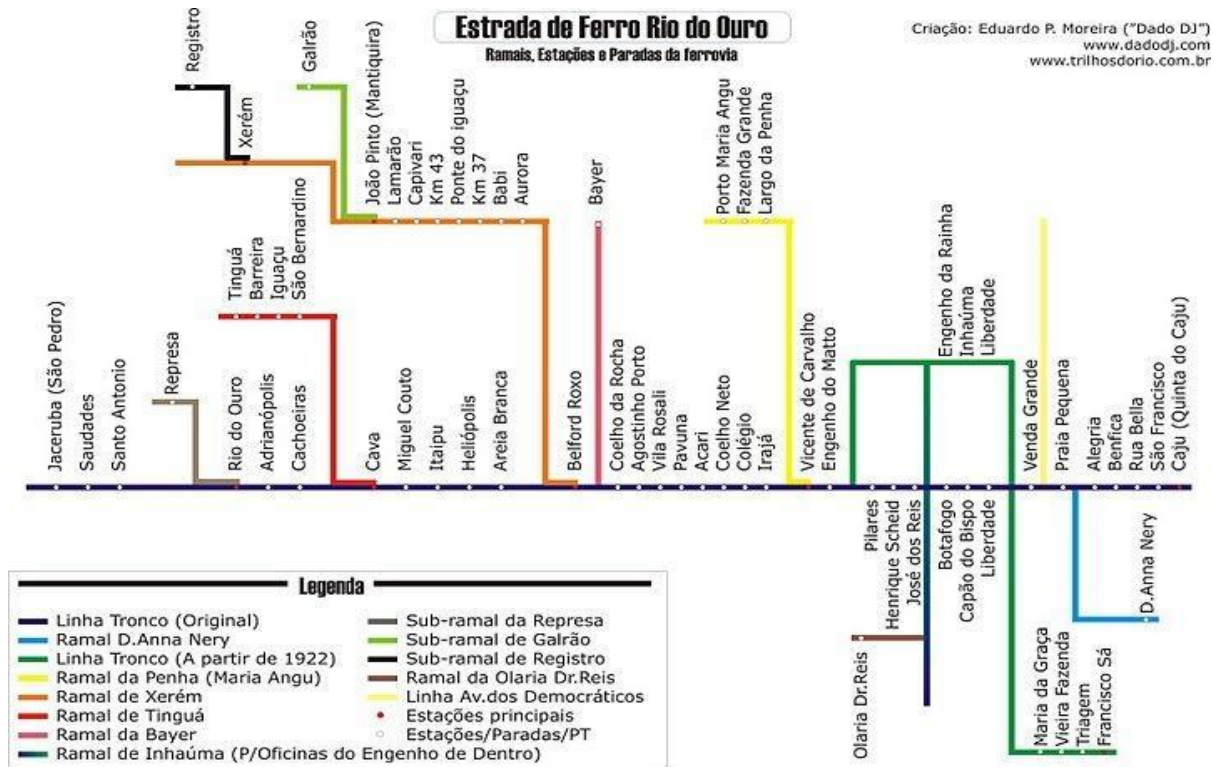 Estrada de Ferro Rio do Ouro
Ramais, Estações e Paradas da ferrovia
Criação: Eduardo P. Moreira ("Dado DJ")
www.dadodj.com
www.trilhosdorio.com.br
Registro
Xerém
Galrão
João Pinto (Mantiquira)
Lamarão
Capivari
Km 43
Ponte do iguaçu
Km 37
Babi
Aurora
Bayer
Porto Maria Angu
Fazenda Grande
Largo da Penha
Tinguá
Barreira
Iguaçu
São Bernardino
Engenho da Rainha
Inhaúma
Liberdade
Jaceruba (São Pedro)
Saudades
Santo Antonio
Represa
Rio do Ouro
Adrianópolis
Cachoeiras
Cava
Miguel Couto
Itaipu
Heliópolis
Areia Branca
Belford Roxo
Coelho da Rocha
Agostinho Porto
Vila Rosali
Pavuna
Acari
Coelho Neto
Colégio
Irajá
Vicente de Carvalho
Engenho do Matto
Venda Grande
Praia Pequena
Alegria
Benfica
Rua Bella
São Francisco
Caju (Quinta do Caju)
Pilares
Henrique Scheid
José dos Reis
Botafogo
Capão do Bispo
Liberdade
D.Anna Nery
Olaria Dr.Reis
Maria da Graça
Vieira Fazenda
Triagem
Francisco Sá
Legenda
Linha Tronco (Original)
Ramal D.Anna Nery
Linha Tronco (A partir de 1922)
Ramal da Penha (Maria Angu)
Ramal de Xerém
Ramal de Tinguá
Ramal da Bayer
Ramal de Inhaúma (P/Oficinas do Engenho de Dentro)
Sub-ramal da Represa
Sub-ramal de Galrão
Sub-ramal de Registro
Ramal da Olaria Dr.Reis
Linha Av.dos Democráticos
Estações principais
Estações/Paradas/PT